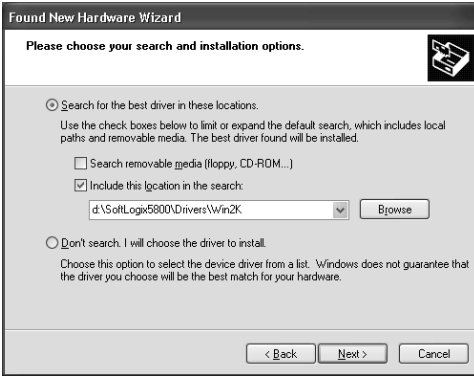 Found New Hardware Wizard
Please choose your search and installation options.
Search for the best driver in these locations.
Use the check boxes below to limit or expand the default search, which includes local
paths and removable media. The best driver found will be installed.
Search removable media (floppy, CD-ROM...)
Include this location in the search:
d:\SoftLogix5800\Drivers\Win2K
Browse
Don't search. I will choose the driver to install.
Choose this option to select the device driver from a list. Windows does not guarantee that
the driver you choose will be the best match for your hardware.
< Back Next > Cancel